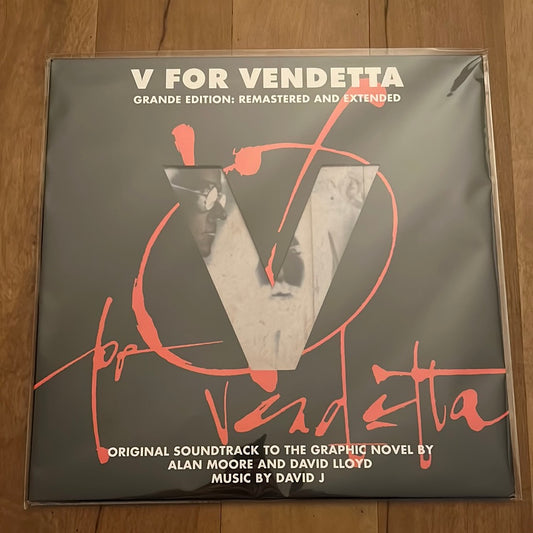 V FOR VENDETTA
GRANDE EDITION: REMASTERED AND EXTENDED
V
for vendetta
ORIGINAL SOUNDTRACK TO THE GRAPHIC NOVEL BY
ALAN MOORE AND DAVID LLOYD
MUSIC BY DAVID J